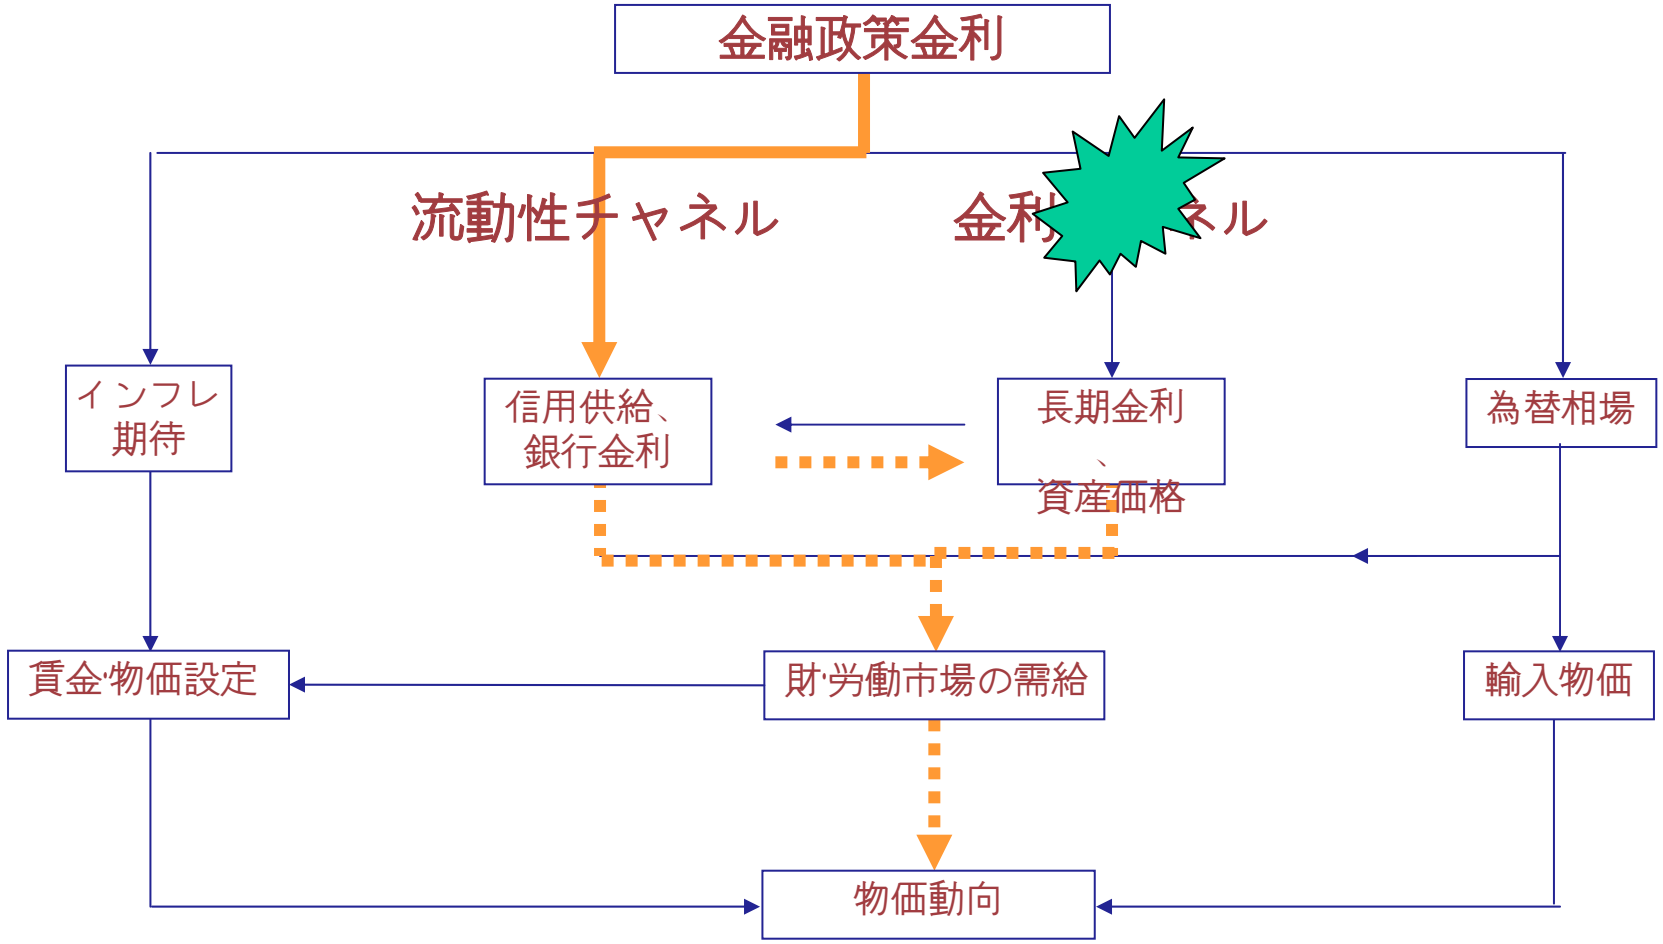 金融政策金利
流動性チャネル
金利 ネル
インフレ
期待
信用供給、
銀行金利
長期金利
、
資産価格
為替相場
賃金・物価設定
財・労働市場の需給
輸入物価
物価動向